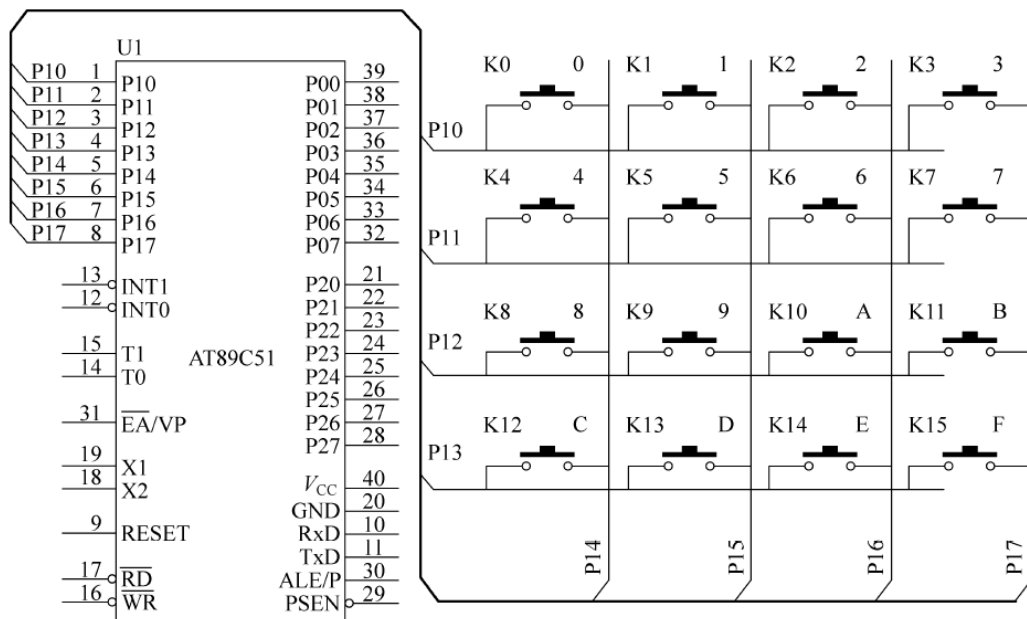 U1
P10 1 P10 P00 39
P11 2 P11 P01 38
P12 3 P12 P02 37
P13 4 P13 P03 36
P14 5 P14 P04 35
P15 6 P15 P05 34
P16 7 P16 P06 33
P17 8 P17 P07 32
13 INT1 P20 21
12 INT0 P21 22
P22 23
15 T1 P23 24
14 T0 P24 25
P25 26
31 EA/VP P26 27
P27 28
19 X1
18 X2 VCC 40
GND 20
9 RESET RxD 10
TxD 11
17 RD ALE/P 30
16 WR PSEN 29
AT89C51
K0 0 K1 1 K2 2 K3 3
P10
K4 4 K5 5 K6 6 K7 7
P11
K8 8 K9 9 K10 A K11 B
P12
K12 C K13 D K14 E K15 F
P13
P14 P15 P16 P17